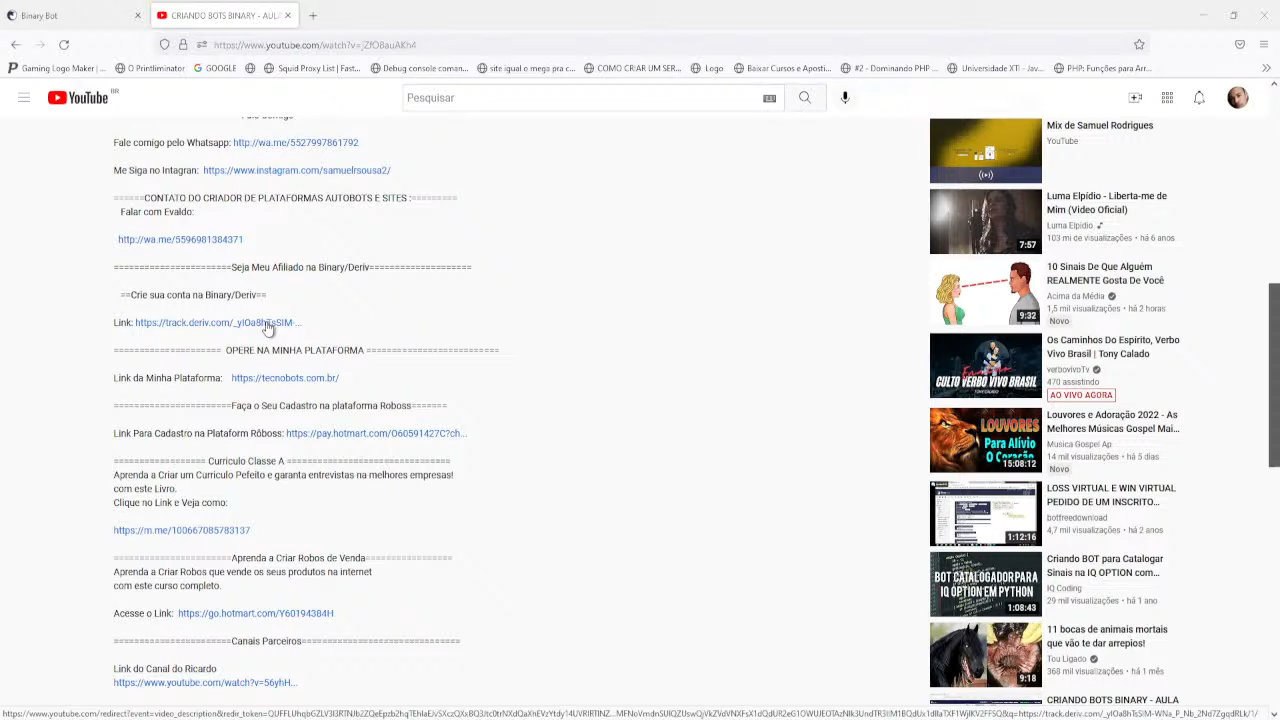 Binary Bot
CRIANDO BOTS BINARY - AULA
https://www.youtube.com/watch?v=jZfO8auAKh4
Gaming Logo Maker |...
O Printliminator
GOOGLE
Squid Proxy List | Fast...
Debug console coman...
site igual o mega pra c...
COMO CRIAR UM SER...
Logo
Baixar Cursos e Aposti...
#2 - Dominando PHP ...
Universidade XTI - Jav...
PHP: Funções para Arr...
YouTube BR
Pesquisar
Fale comigo pelo Whatsapp: http://wa.me/5527997861792
Me Siga no Intagran: https://www.instagram.com/samuelrsousa2/
======CONTATO DO CRIADOR DE PLATAFORMAS AUTOBOTS E SITES :=========
Falar com Evaldo:
http://wa.me/5596981384371
=======================Seja Meu Afiliado na Binary/Deriv====================
==Crie sua conta na Binary/Deriv==
Link: https://track.deriv.com/_yIOa8hTsSIM-...
===================== OPERE NA MINHA PLATAFORMA ==========================
Link da Minha Plataforma: https://tecnobots.com.br/
=======================Faça o Seu Cadastro na plataforma Roboss=======
Link Para Cadastro na Plataform Rôboss: https://pay.hotmart.com/O60591427C?ch...
================== Curriculo Classe A ================================
Aprenda a Criar um Curriculo Pefeito e garanta entrevistas na melhores empresas!
com este Livro.
Clique no Link e Veja como.
https://m.me/100667085783137
=======================Curso de Robos de Venda=================
Aprenda a Criar Robos que vende os seus produtos na internet
com este curso completo.
Acesse o Link: https://go.hotmart.com/Y60194384H
=======================Canais Parceiros===============================
Link do Canal do Ricardo
https://www.youtube.com/watch?v=56yhH...
Mix de Samuel Rodrigues
YouTube
7:57
Luma Elpídio - Liberta-me de
Mim (Vídeo Oficial)
Luma Elpidio
103 mi de visualizações • há 6 anos
9:32
10 Sinais De Que Alguém
REALMENTE Gosta De Você
Acima da Média
1,5 mil visualizações • há 2 horas
Novo
Firmino
CULTO VERBO VIVO BRASIL
TONY CALADO
Os Caminhos Do Espírito, Verbo
Vivo Brasil | Tony Calado
verbovivoTv
470 assistindo
AO VIVO AGORA
LOUVORES
Para Alívio
O Coração
15:08:12
Louvores e Adoração 2022 - As
Melhores Músicas Gospel Mai...
Musica Gospel Ap
14 mil visualizações • há 5 dias
Novo
1:12:16
LOSS VIRTUAL E WIN VIRTUAL
PEDIDO DE UM INSCRITO...
botfreedownload
4,7 mil visualizações • há 2 anos
BOT CATALOGADOR PARA
IQ OPTION EM PYTHON
1:08:43
Criando BOT para Catalogar
Sinais na IQ OPTION com...
IQ Coding
29 mil visualizações • há 1 ano
9:18
11 bocas de animais mortais
que vão te dar arrepios!
Tou Ligado
368 mil visualizações • há 1 mês
CRIANDO BOTS BINARY - AULA